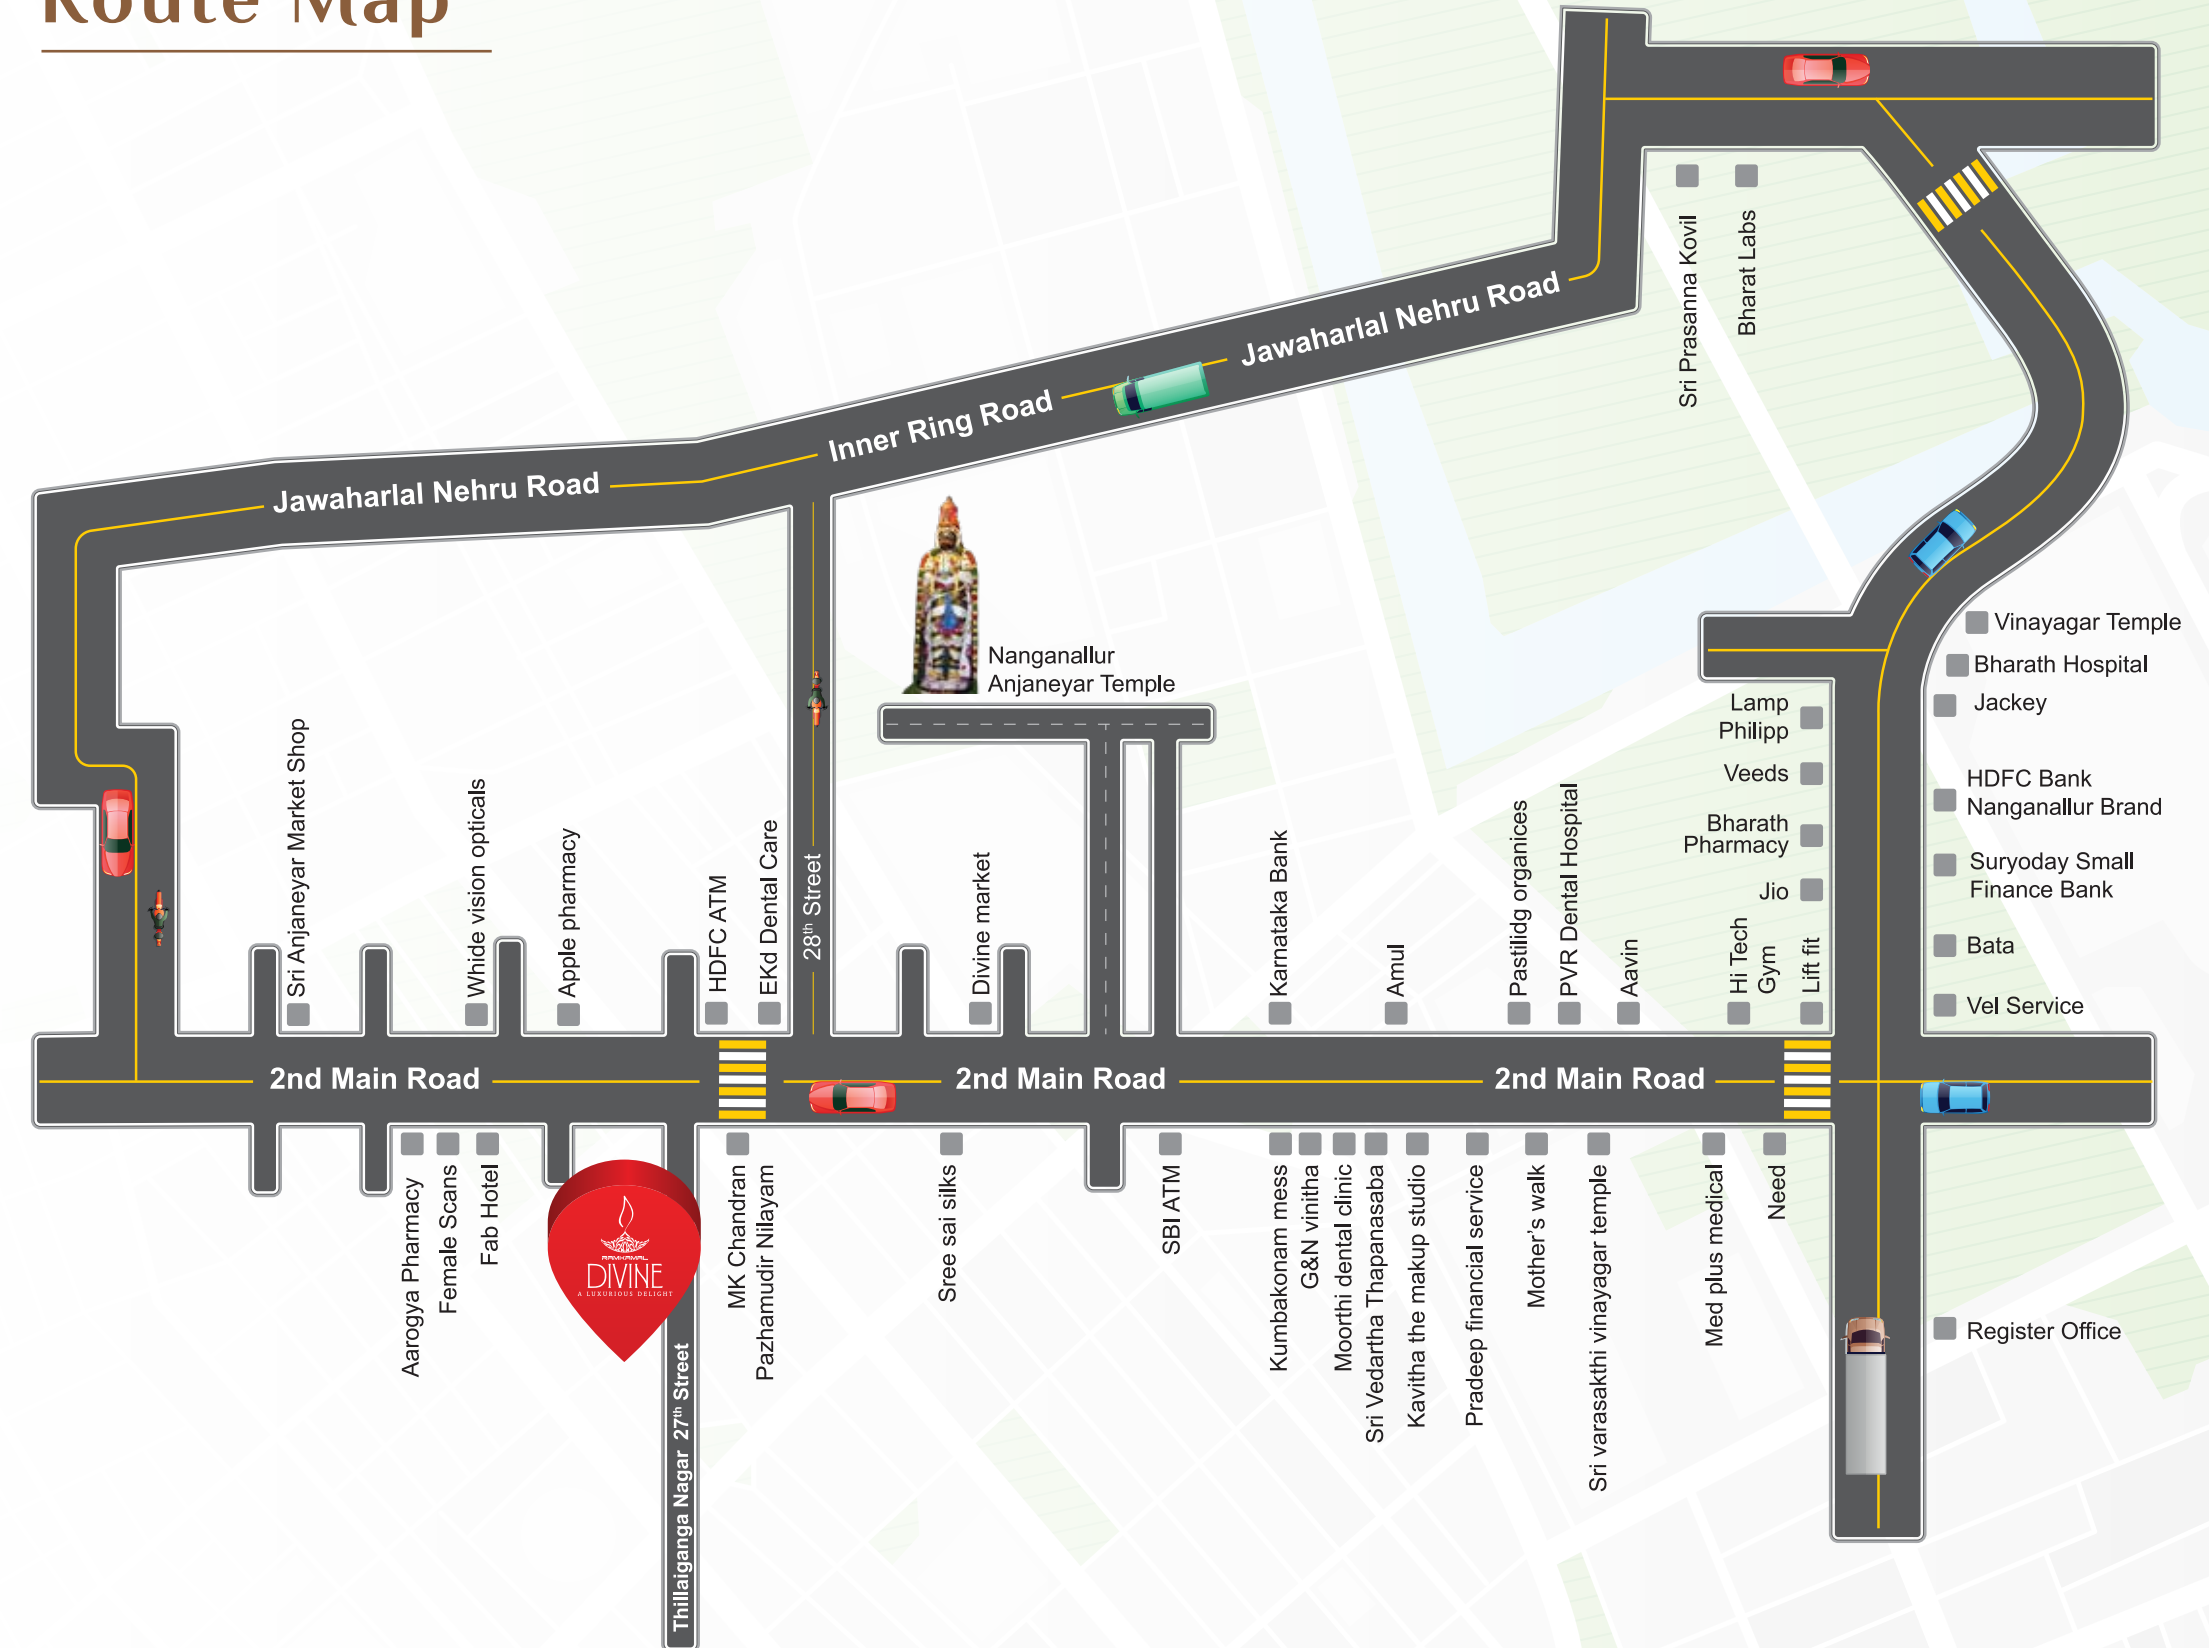 Route Map
Sri Prasanna Kovil
Bharat Labs
Jawaharlal Nehru Road
Inner Ring Road
Jawaharlal Nehru Road
Nanganallur
Anjaneyar Temple
Vinayagar Temple
Bharath Hospital
Jackey
HDFC Bank
Nanganallur Brand
Suryoday Small
Finance Bank
Bata
Vel Service
Lamp
Philipp
Veeds
Bharath
Pharmacy
Jio
Sri Anjaneyar Market Shop
Whide vision opticals
Apple pharmacy
HDFC ATM
EKd Dental Care
28th Street
Divine market
Karnataka Bank
Amul
Pastilidg organices
PVR Dental Hospital
Aavin
Hi Tech
Gym
Lift fit
2nd Main Road
2nd Main Road
2nd Main Road
Aarogya Pharmacy
Female Scans
Fab Hotel
RAMKAMAL
DIVINE
A LUXURIOUS DELIGHT
Thillaiganga Nagar 27th Street
MK Chandran
Pazhamudir Nilayam
Sree sai silks
SBI ATM
Kumbakonam mess
G&N vinitha
Moorthi dental clinic
Sri Vedartha Thapanasaba
Kavitha the makup studio
Pradeep financial service
Mother's walk
Sri varasakthi vinayagar temple
Med plus medical
Need
Register Office